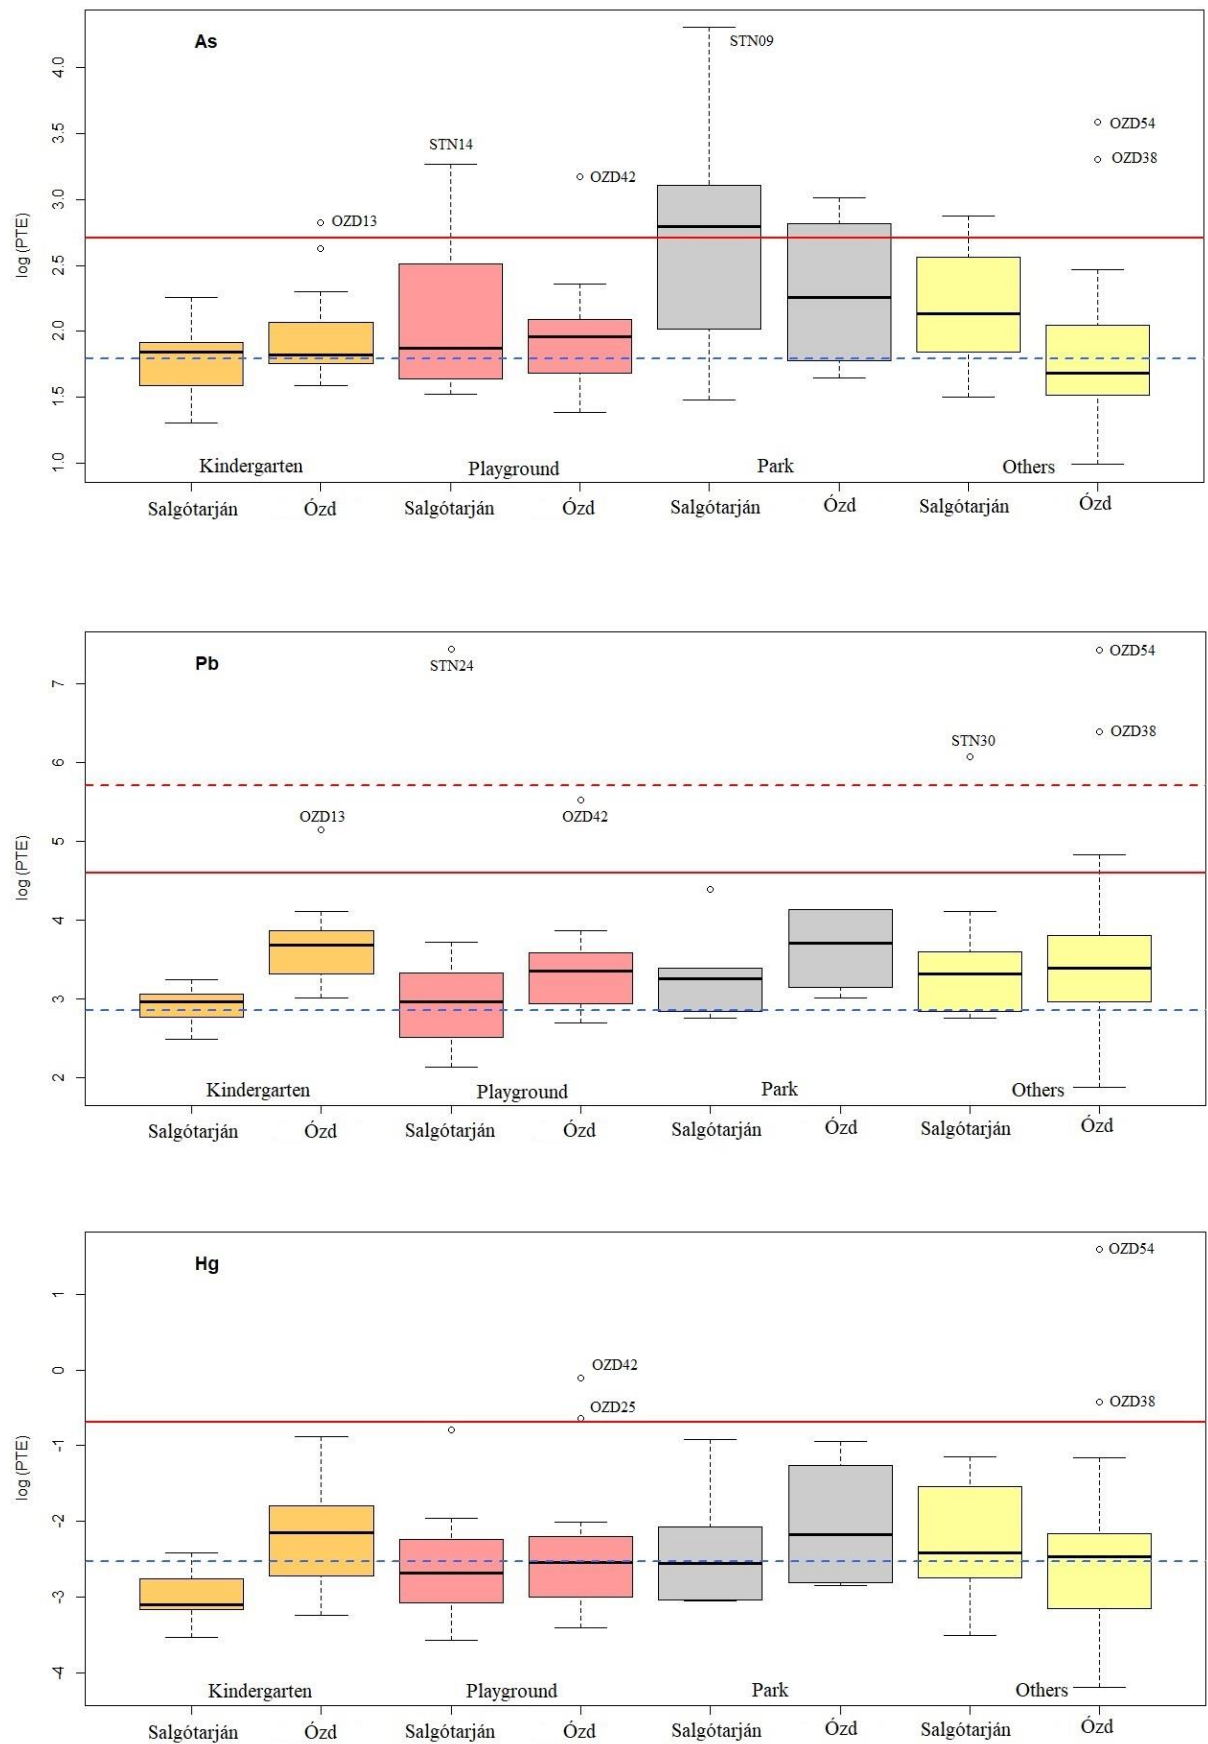 As
STN09
4.0
OZD54
3.5
STN14
OZD38
OZD42
3.0
OZD13
log (PTE)
2.5
2.0
1.5
1.0
Kindergarten Playground Park Others
Salgótarján Ózd Salgótarján Ózd Salgótarján Ózd Salgótarján Ózd
Pb
STN24
OZD54
7
STN30
OZD38
6
OZD13
OZD42
5
log (PTE)
4
3
2
Kindergarten Playground Park Others
Salgótarján Ózd Salgótarján Ózd Salgótarján Ózd Salgótarján Ózd
Hg
OZD54
1
OZD42
0
OZD25
OZD38
-1
log (PTE)
-2
-3
-4
Kindergarten Playground Park Others
Salgótarján Ózd Salgótarján Ózd Salgótarján Ózd Salgótarján Ózd